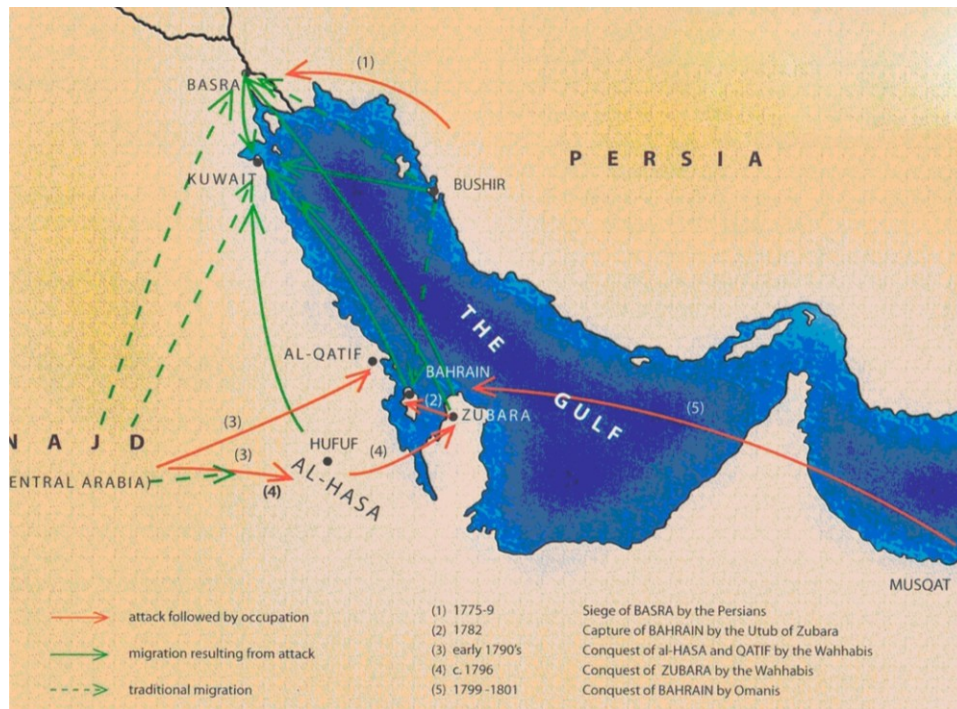 (1)
BASRA
PERSIA
KUWAIT
BUSHIR
THE
GULF
AL-QATIF
BAHRAIN
(2)
ZUBARA
(5)
(3)
NAJD
HUFUF
(4)
(3)
ENTRAL ARABIA)
(4)
AL-HASA
MUSQAT
attack followed by occupation
migration resulting from attack
traditional migration
(1) 1775-9 Siege of BASRA by the Persians
(2) 1782 Capture of BAHRAIN by the Utub of Zubara
(3) early 1790's Conquest of al-HASA and QATIF by the Wahhabis
(4) c.1796 Conquest of ZUBARA by the Wahhabis
(5) 1799-1801 Conquest of BAHRAIN by Omanis